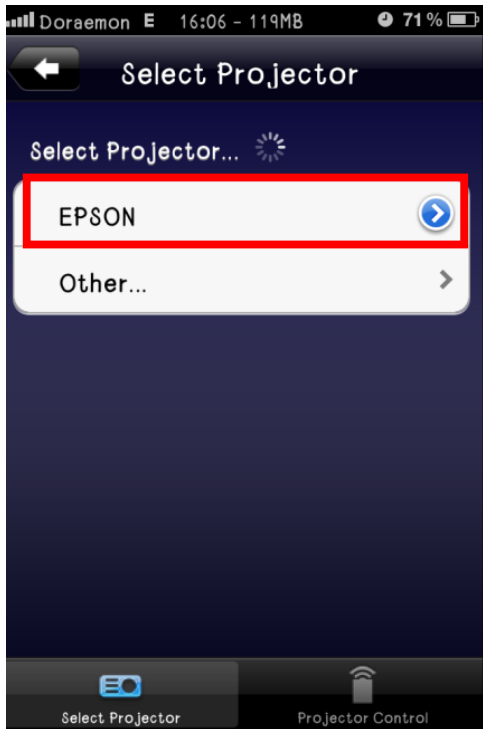 Doraemon E 16:06 - 119MB 71%
Select Projector
Select Projector...
EPSON
Other...
Select Projector Projector Control